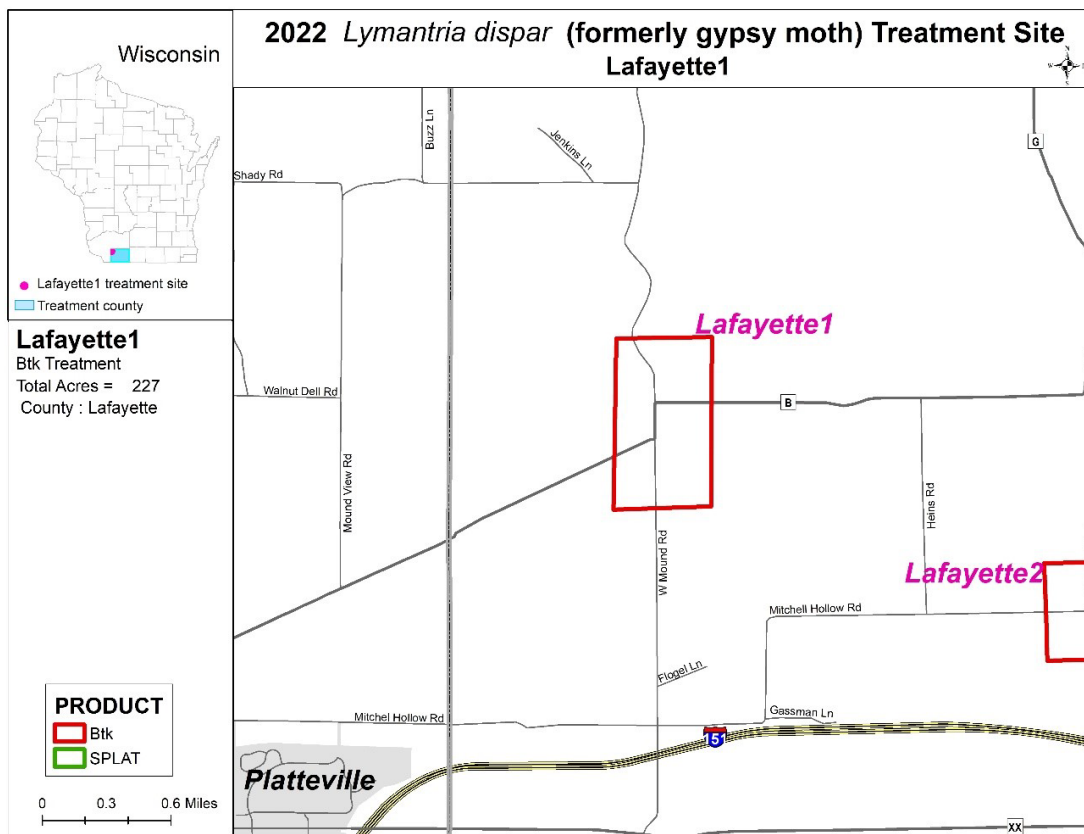 2022 Lymantria dispar (formerly gypsy moth) Treatment Site
Lafayette1
N
W
E
S
Wisconsin
Lafayette1 treatment site
Treatment county
Lafayette1
Btk Treatment
Total Acres = 227
County : Lafayette
PRODUCT
Btk
SPLAT
0 0.3 0.6 Miles
Buzz Ln
Jenkins Ln
G
Shady Rd
Lafayette1
Walnut Dell Rd
B
Mound View Rd
Heins Rd
W Mound Rd
Lafayette2
Mitchell Hollow Rd
Flogel Ln
Mitchel Hollow Rd
Gassman Ln
151
Platteville
XX